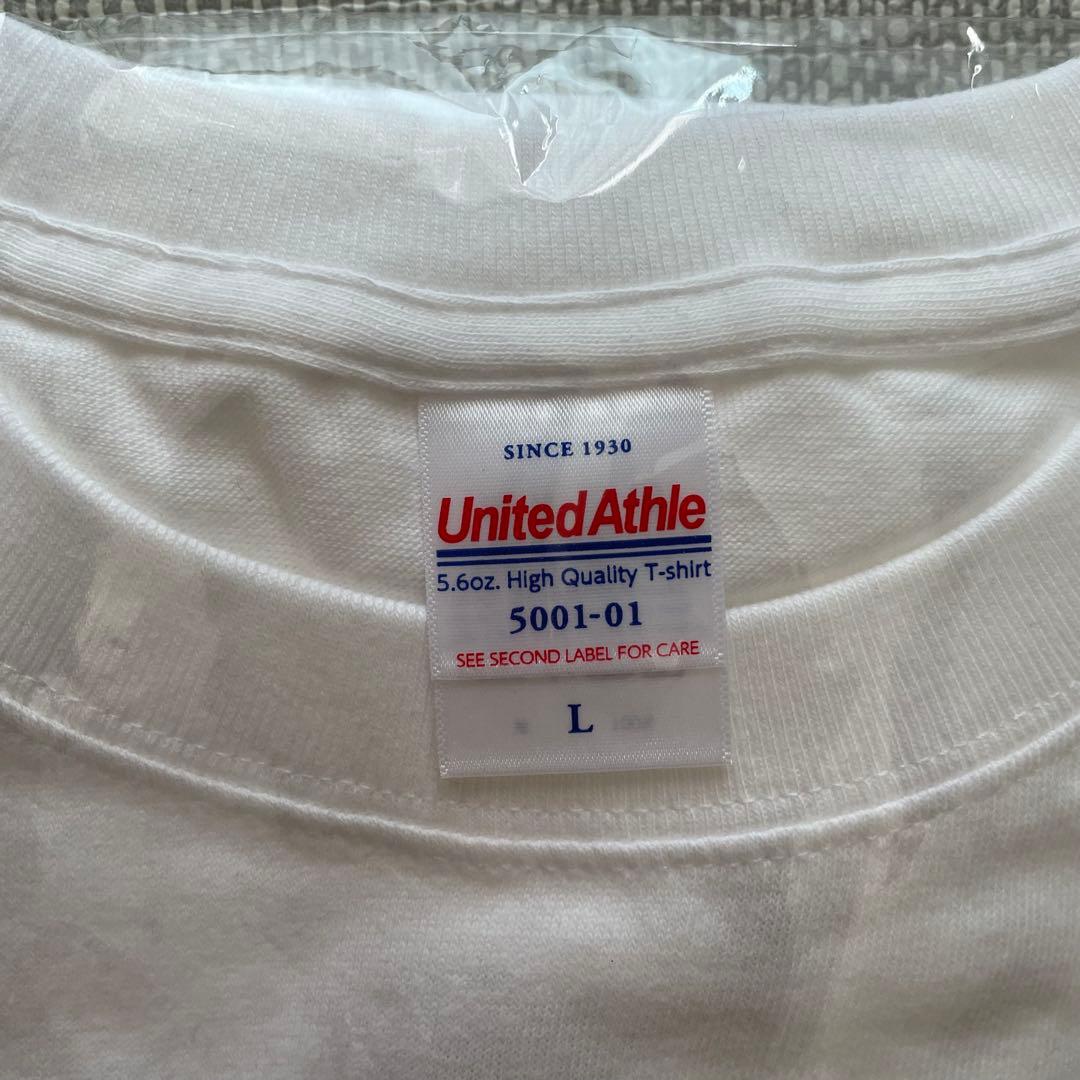 SINCE 1930
United Athle
5.6oz. High Quality T-shirt
5001-01
SEE SECOND LABEL FOR CARE
L